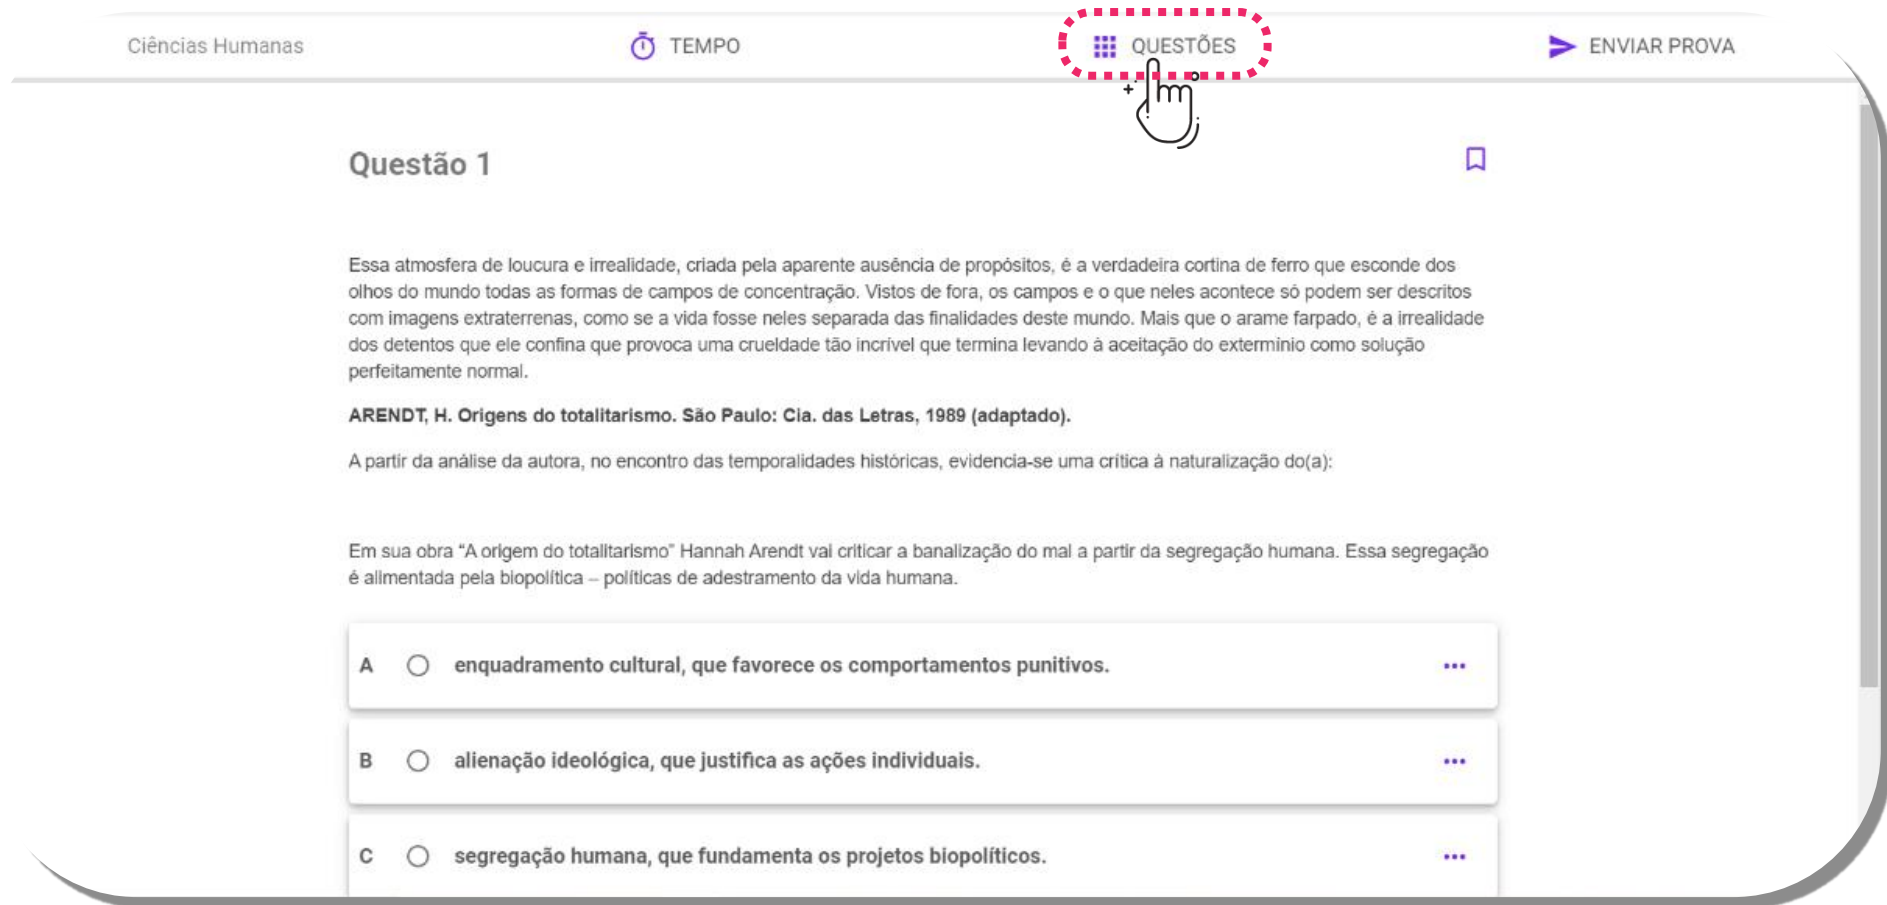 Ciências Humanas
TEMPO
QUESTÕES
ENVIAR PROVA
Questão 1
Essa atmosfera de loucura e irrealidade, criada pela aparente ausência de propósitos, é a verdadeira cortina de ferro que esconde dos
olhos do mundo todas as formas de campos de concentração. Vistos de fora, os campos e o que neles acontece só podem ser descritos
com imagens extraterrenas, como se a vida fosse neles separada das finalidades deste mundo. Mais que o arame farpado, é a irrealidade
dos detentos que ele confina que provoca uma crueldade tão incrível que termina levando à aceitação do extermínio como solução
perfeitamente normal.
ARENDT, H. Origens do totalitarismo. São Paulo: Cia. das Letras, 1989 (adaptado).
A partir da análise da autora, no encontro das temporalidades históricas, evidencia-se uma crítica à naturalização do(a):
Em sua obra “A origem do totalitarismo” Hannah Arendt vai criticar a banalização do mal a partir da segregação humana. Essa segregação
é alimentada pela biopolítica – políticas de adestramento da vida humana.
A enquadramento cultural, que favorece os comportamentos punitivos.
B alienação ideológica, que justifica as ações individuais.
C segregação humana, que fundamenta os projetos biopolíticos.